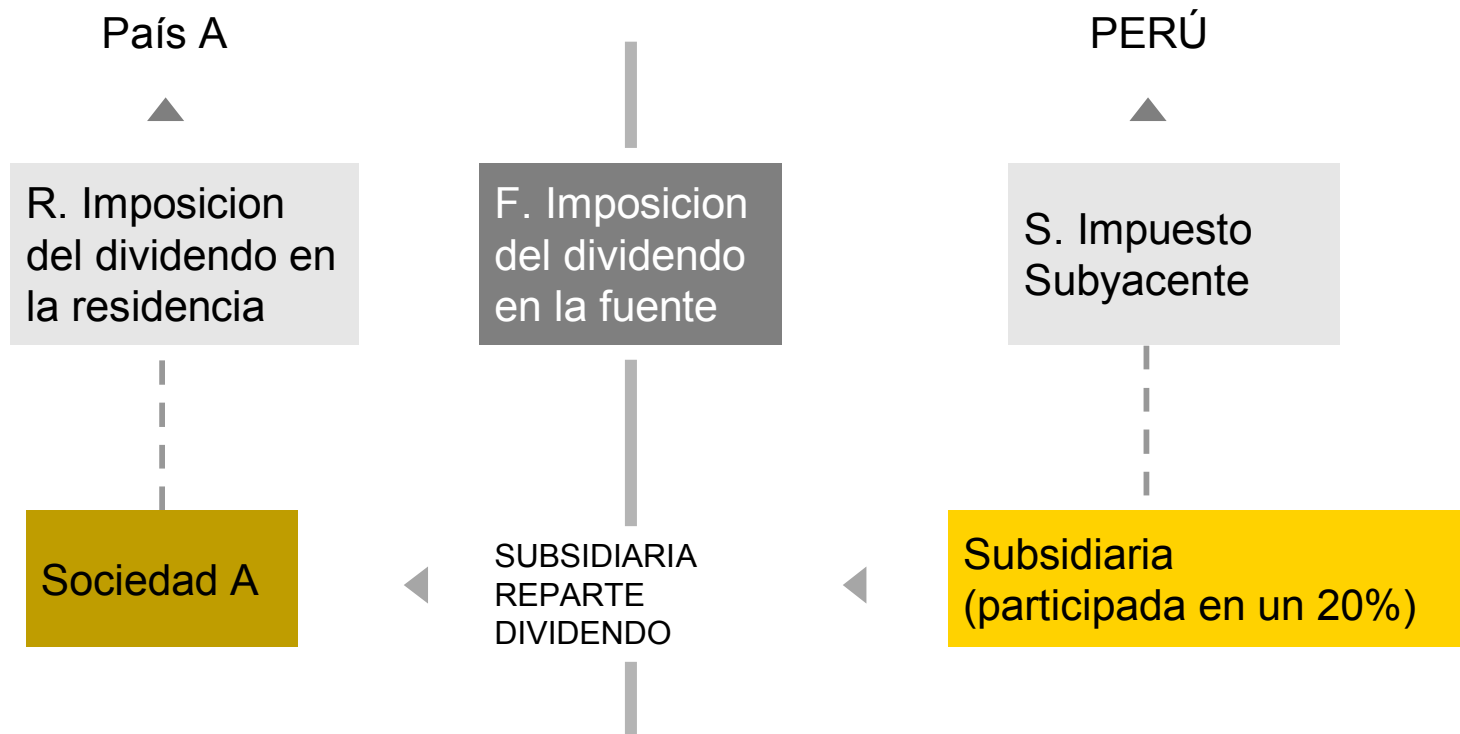 País A
PERÚ
R. Imposicion
del dividendo en
la residencia
F. Imposicion
del dividendo
en la fuente
S. Impuesto
Subyacente
Sociedad A
SUBSIDIARIA
REPARTE
DIVIDENDO
Subsidiaria
(participada en un 20%)